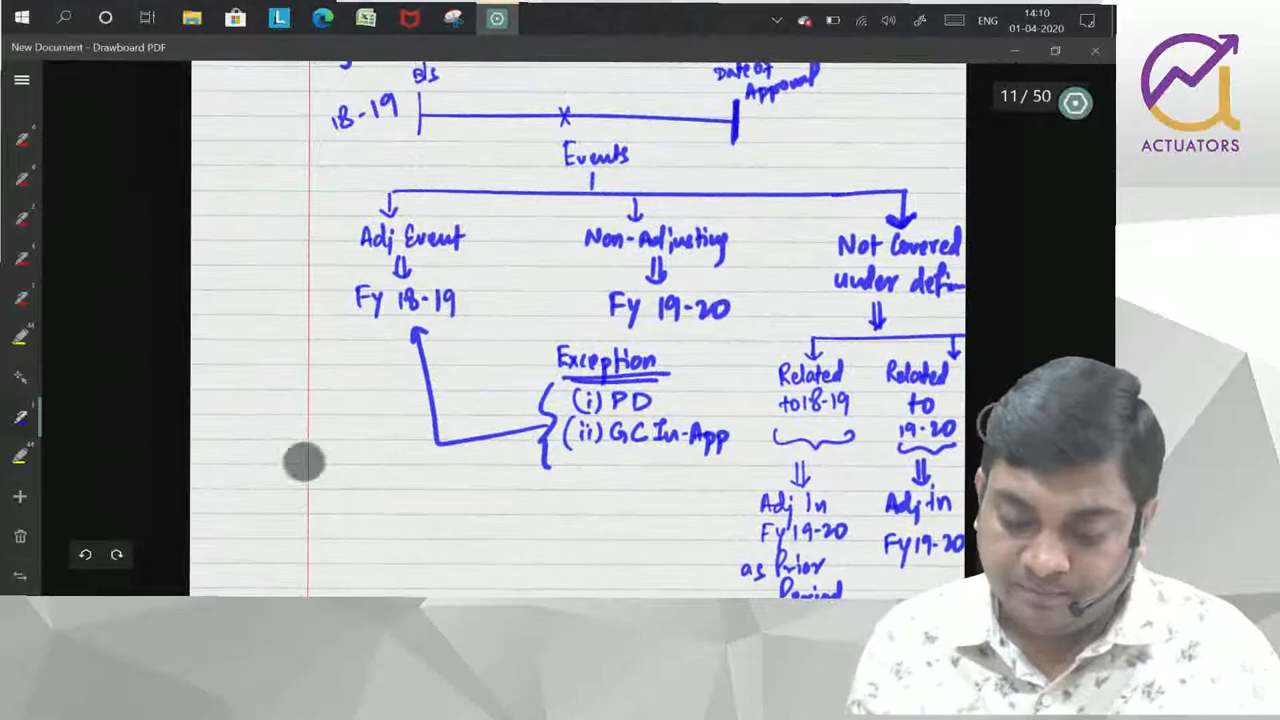 ENG
14:10
01-04-2020
New Document - Drawboard PDF
11 / 50
ACTUATORS
B/s
Date of
Approval
18-19
Events
Adj Event
Non-Adjusting
Not Covered
under defin
Fy 18-19
Fy 19-20
Exception
(i) PD
(ii) GC In-App
Related
to 18-19
Related
to
19-20
Adj In
Fy 19-20
as Prior
Period
Adj in
Fy 19-20